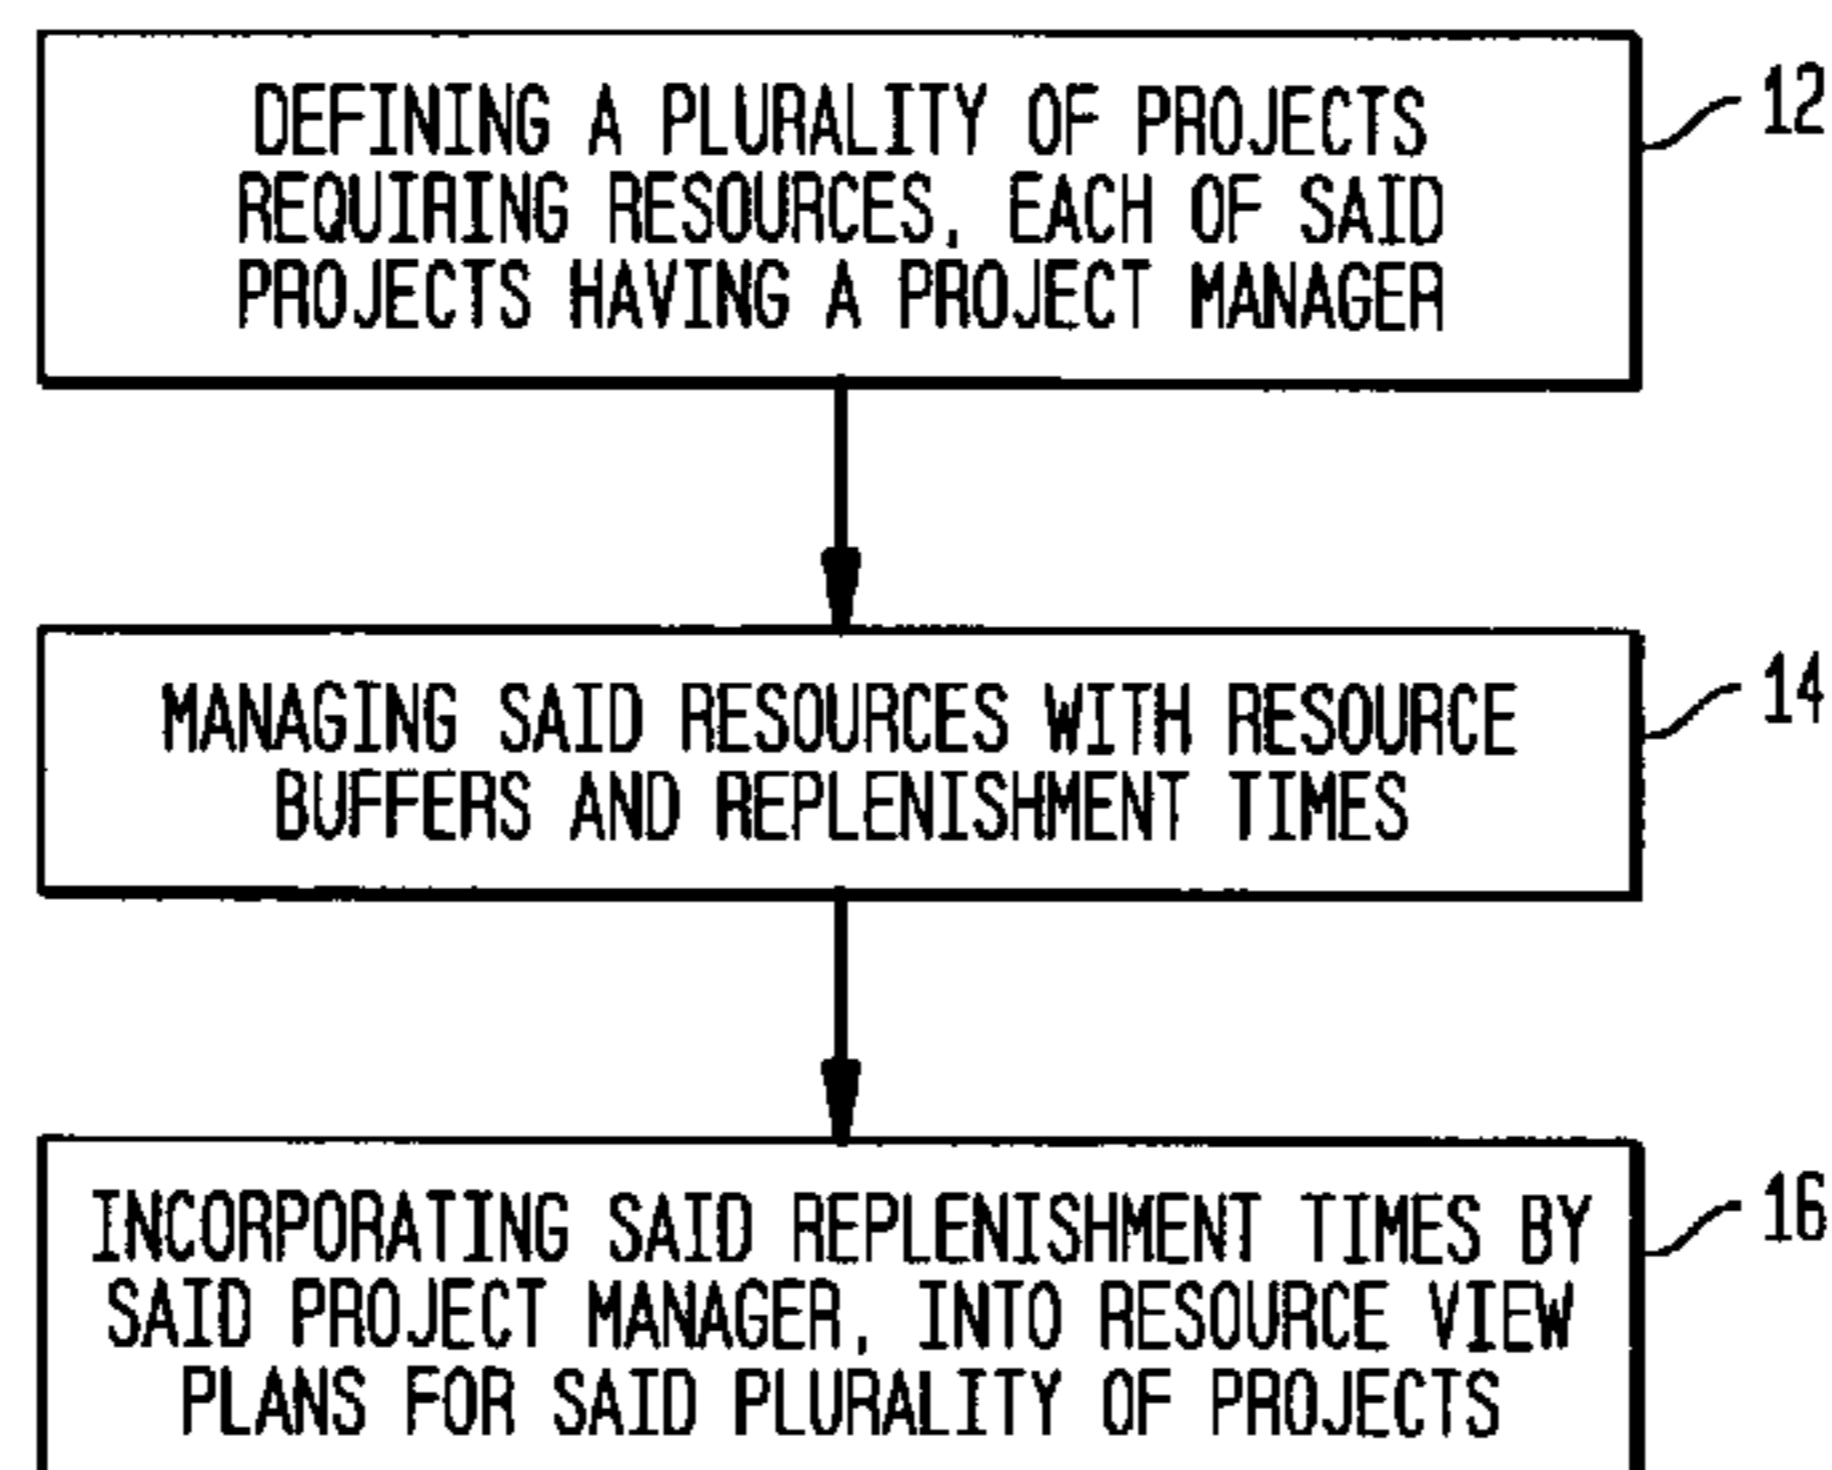 DEFINING A PLURALITY OF PROJECTS
12
REQUIRING RESOURCES, EACH OF SAID
PROJECTS HAVING A PROJECT MANAGER
MANAGING SAID RESOURCES WITH RESOURCE
14
BUFFERS AND REPLENISHMENT TIMES
INCORPORATING SAID REPLENISHMENT TIMES BY
16
SAID PROJECT MANAGER, INTO RESOURCE VIEW
PLANS FOR SAID PLURALITY OF PROJECTS